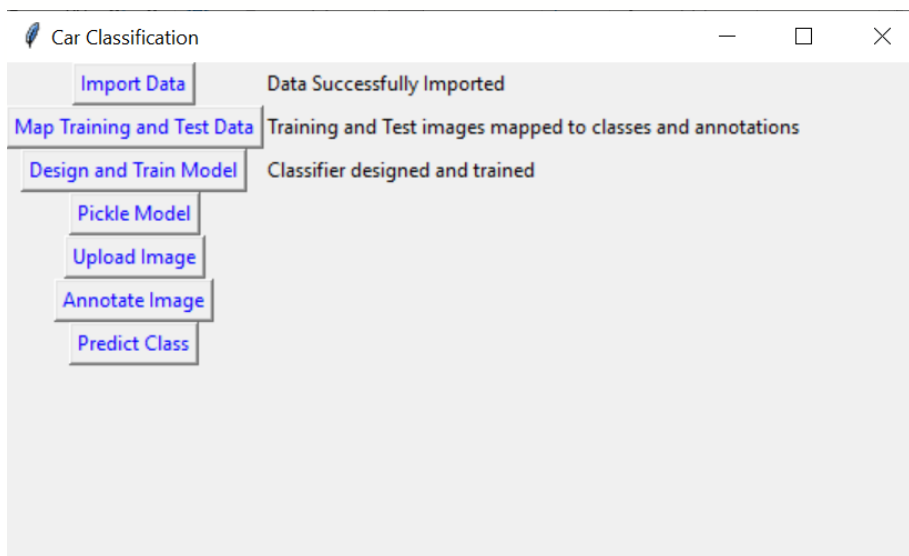 Car Classification
Import Data Data Successfully Imported
Map Training and Test Data Training and Test images mapped to classes and annotations
Design and Train Model Classifier designed and trained
Pickle Model
Upload Image
Annotate Image
Predict Class